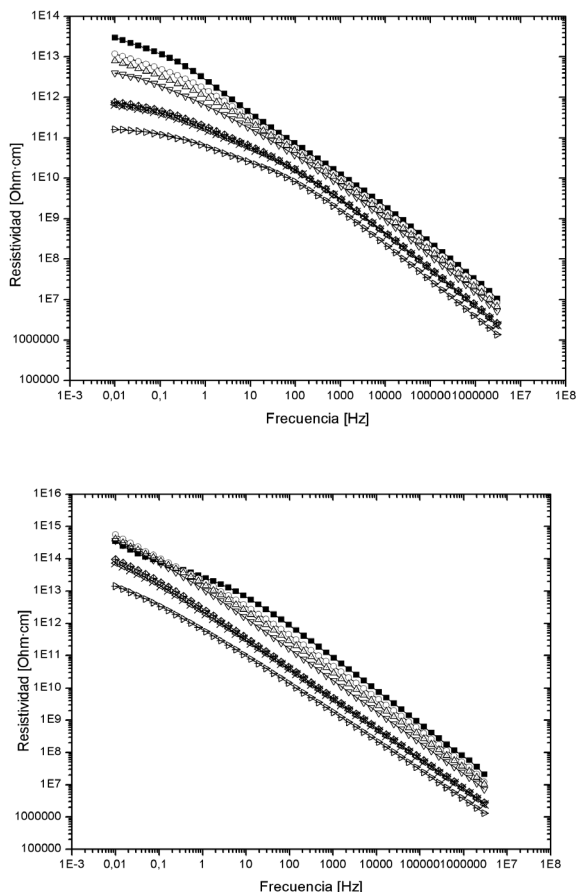 1E14
1E13
1E12
1E11
1E10
1E9
1E8
1E7
1000000
100000
Resistividad [Ohm·cm]
1E-3 0,01 0,1 1 10 100 1000 10000 100000 1000000 1E7 1E8
Frecuencia [Hz]
1E16
1E15
1E14
1E13
1E12
1E11
1E10
1E9
1E8
1E7
1000000
100000
Resistividad [Ohm·cm]
1E-3 0,01 0,1 1 10 100 1000 10000 100000 1000000 1E7 1E8
Frecuencia [Hz]